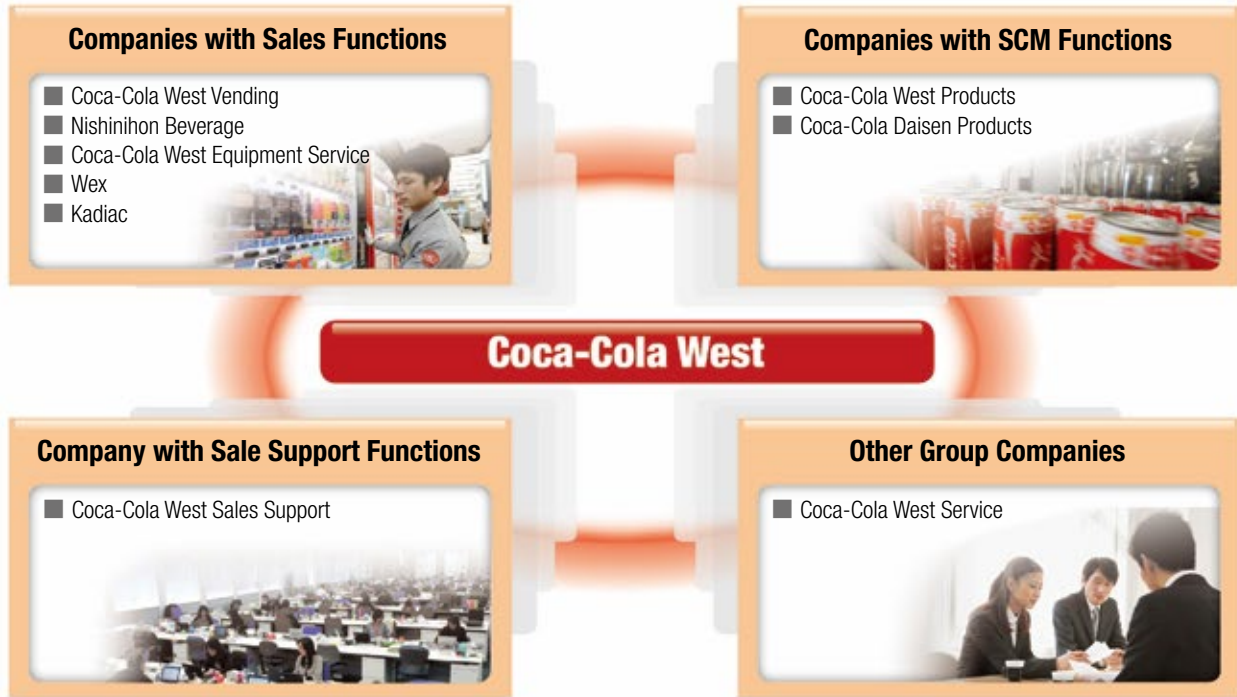 Companies with Sales Functions
■ Coca-Cola West Vending
■ Nishinihon Beverage
■ Coca-Cola West Equipment Service
■ Wex
■ Kadiac
Companies with SCM Functions
■ Coca-Cola West Products
■ Coca-Cola Daisen Products
Coca-Cola West
Company with Sale Support Functions
■ Coca-Cola West Sales Support
Other Group Companies
■ Coca-Cola West Service